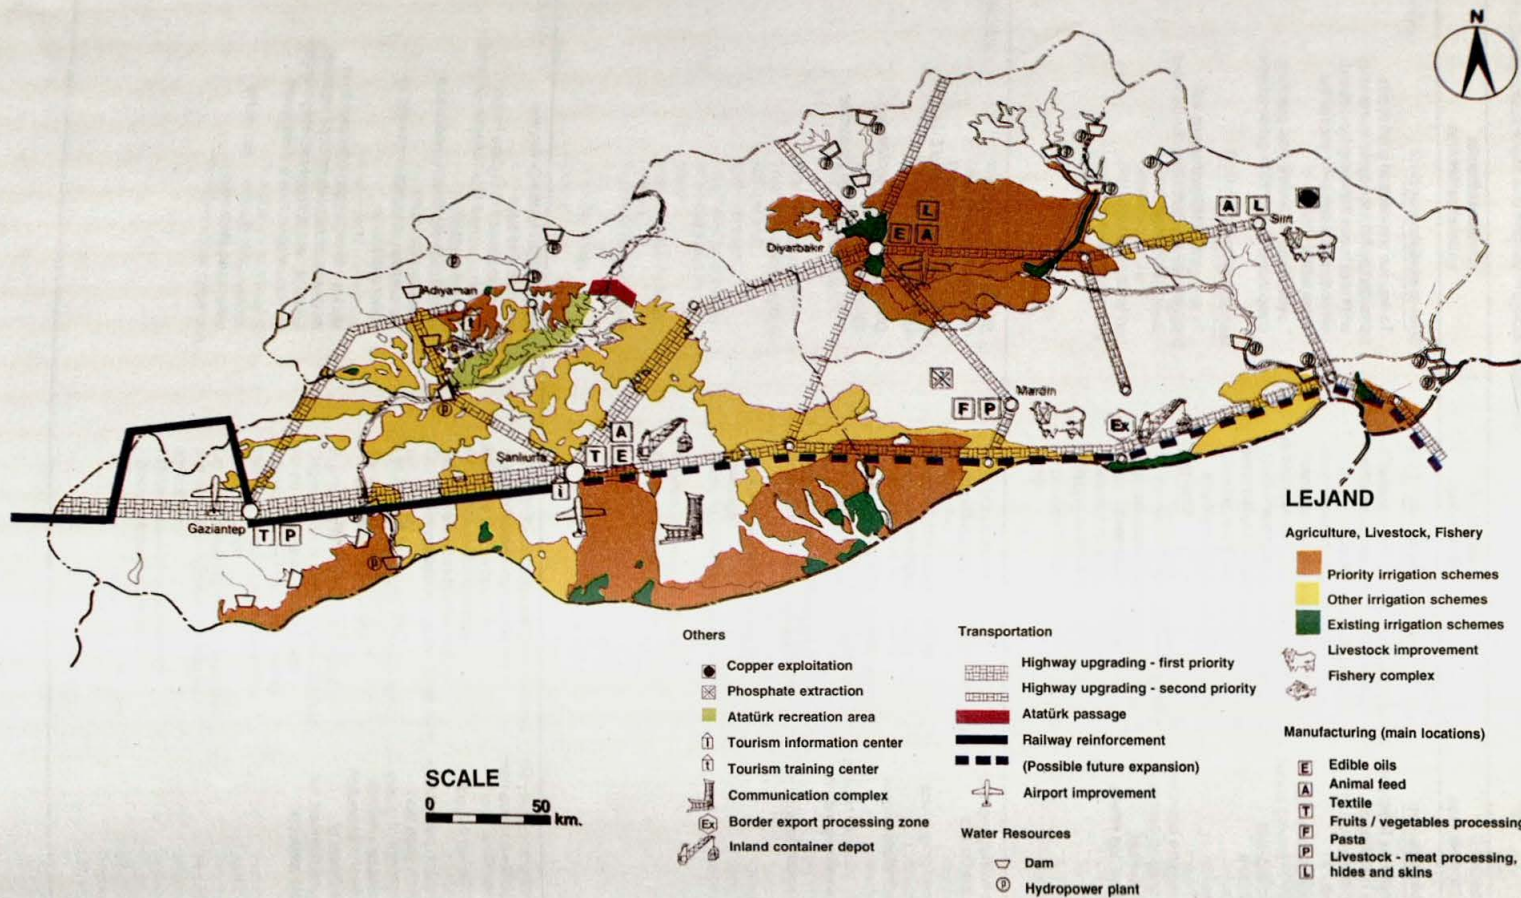 N
Siirt
A L
L
E A
Diyarbakır
Adıyaman
t
Mardin
F P
Ex
A
T E
Şanlıurfa
i
Gaziantep
T P
LEJAND
Agriculture, Livestock, Fishery
Priority irrigation schemes
Other irrigation schemes
Existing irrigation schemes
Livestock improvement
Fishery complex
Manufacturing (main locations)
E Edible oils
A Animal feed
T Textile
F Fruits / vegetables processing
P Pasta
L Livestock - meat processing,
hides and skins
Others
Copper exploitation
Phosphate extraction
Atatürk recreation area
i Tourism information center
t Tourism training center
Communication complex
Ex Border export processing zone
Inland container depot
Transportation
Highway upgrading - first priority
Highway upgrading - second priority
Atatürk passage
Railway reinforcement
(Possible future expansion)
Airport improvement
Water Resources
Dam
P Hydropower plant
SCALE
0 50
km.